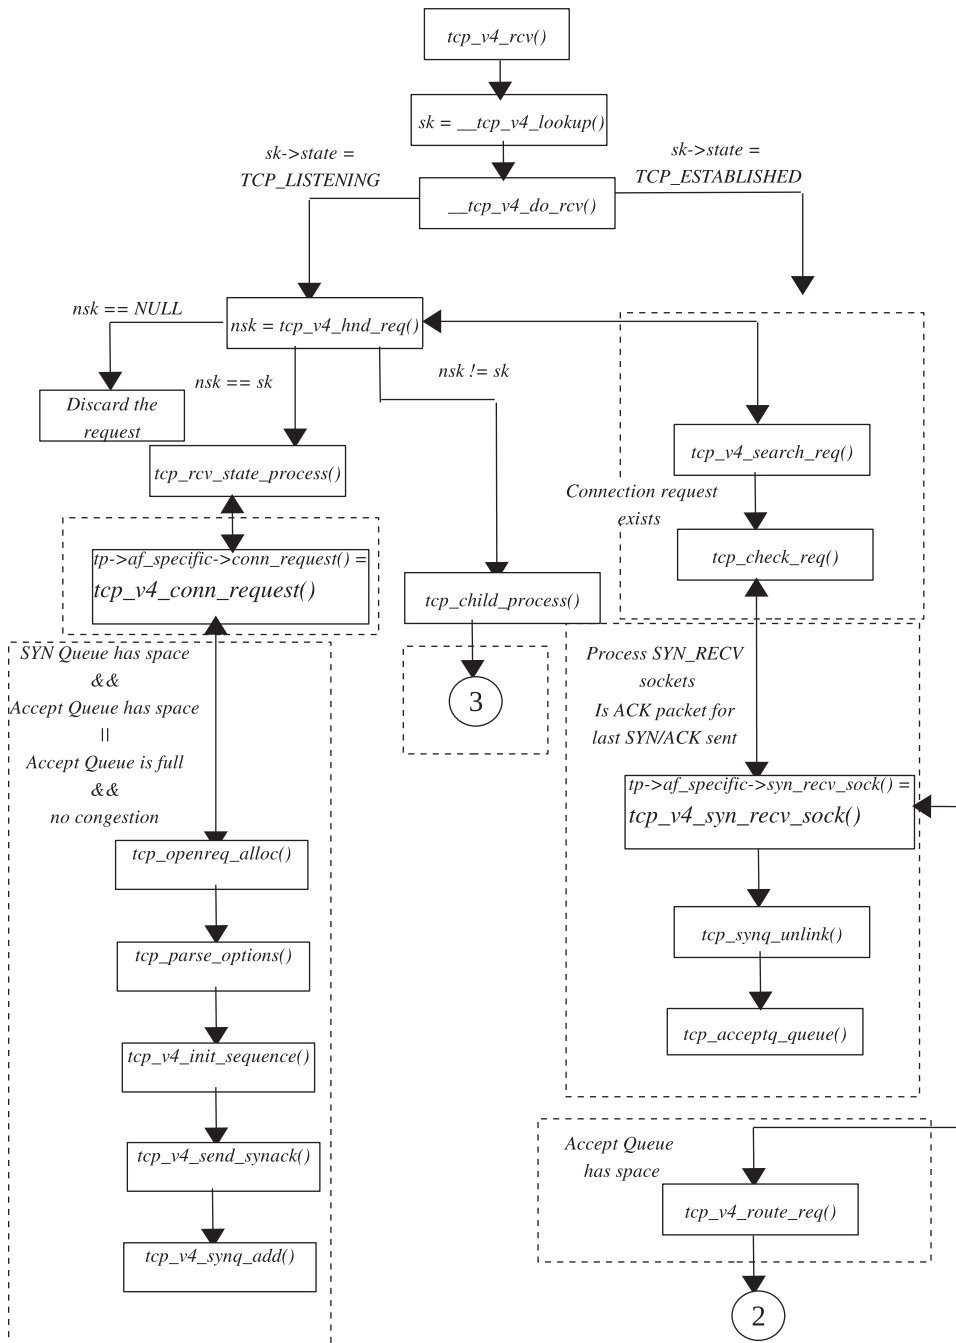 tcp_v4_rcv()
sk = __tcp_v4_lookup()
sk->state =
TCP_LISTENING
sk->state =
TCP_ESTABLISHED
__tcp_v4_do_rcv()
nsk == NULL
nsk = tcp_v4_hnd_req()
nsk == sk
nsk != sk
Discard the
request
tcp_rcv_state_process()
tcp_v4_search_req()
Connection request
exists
tcp_check_req()
tp->af_specific->conn_request() =
tcp_v4_conn_request()
tcp_child_process()
3
SYN Queue has space
&&
Accept Queue has space
||
Accept Queue is full
&&
no congestion
Process SYN_RECV
sockets
Is ACK packet for
last SYN/ACK sent
tp->af_specific->syn_recv_sock() =
tcp_v4_syn_recv_sock()
tcp_openreq_alloc()
tcp_parse_options()
tcp_v4_init_sequence()
tcp_v4_send_synack()
tcp_v4_synq_add()
tcp_synq_unlink()
tcp_acceptq_queue()
Accept Queue
has space
tcp_v4_route_req()
2